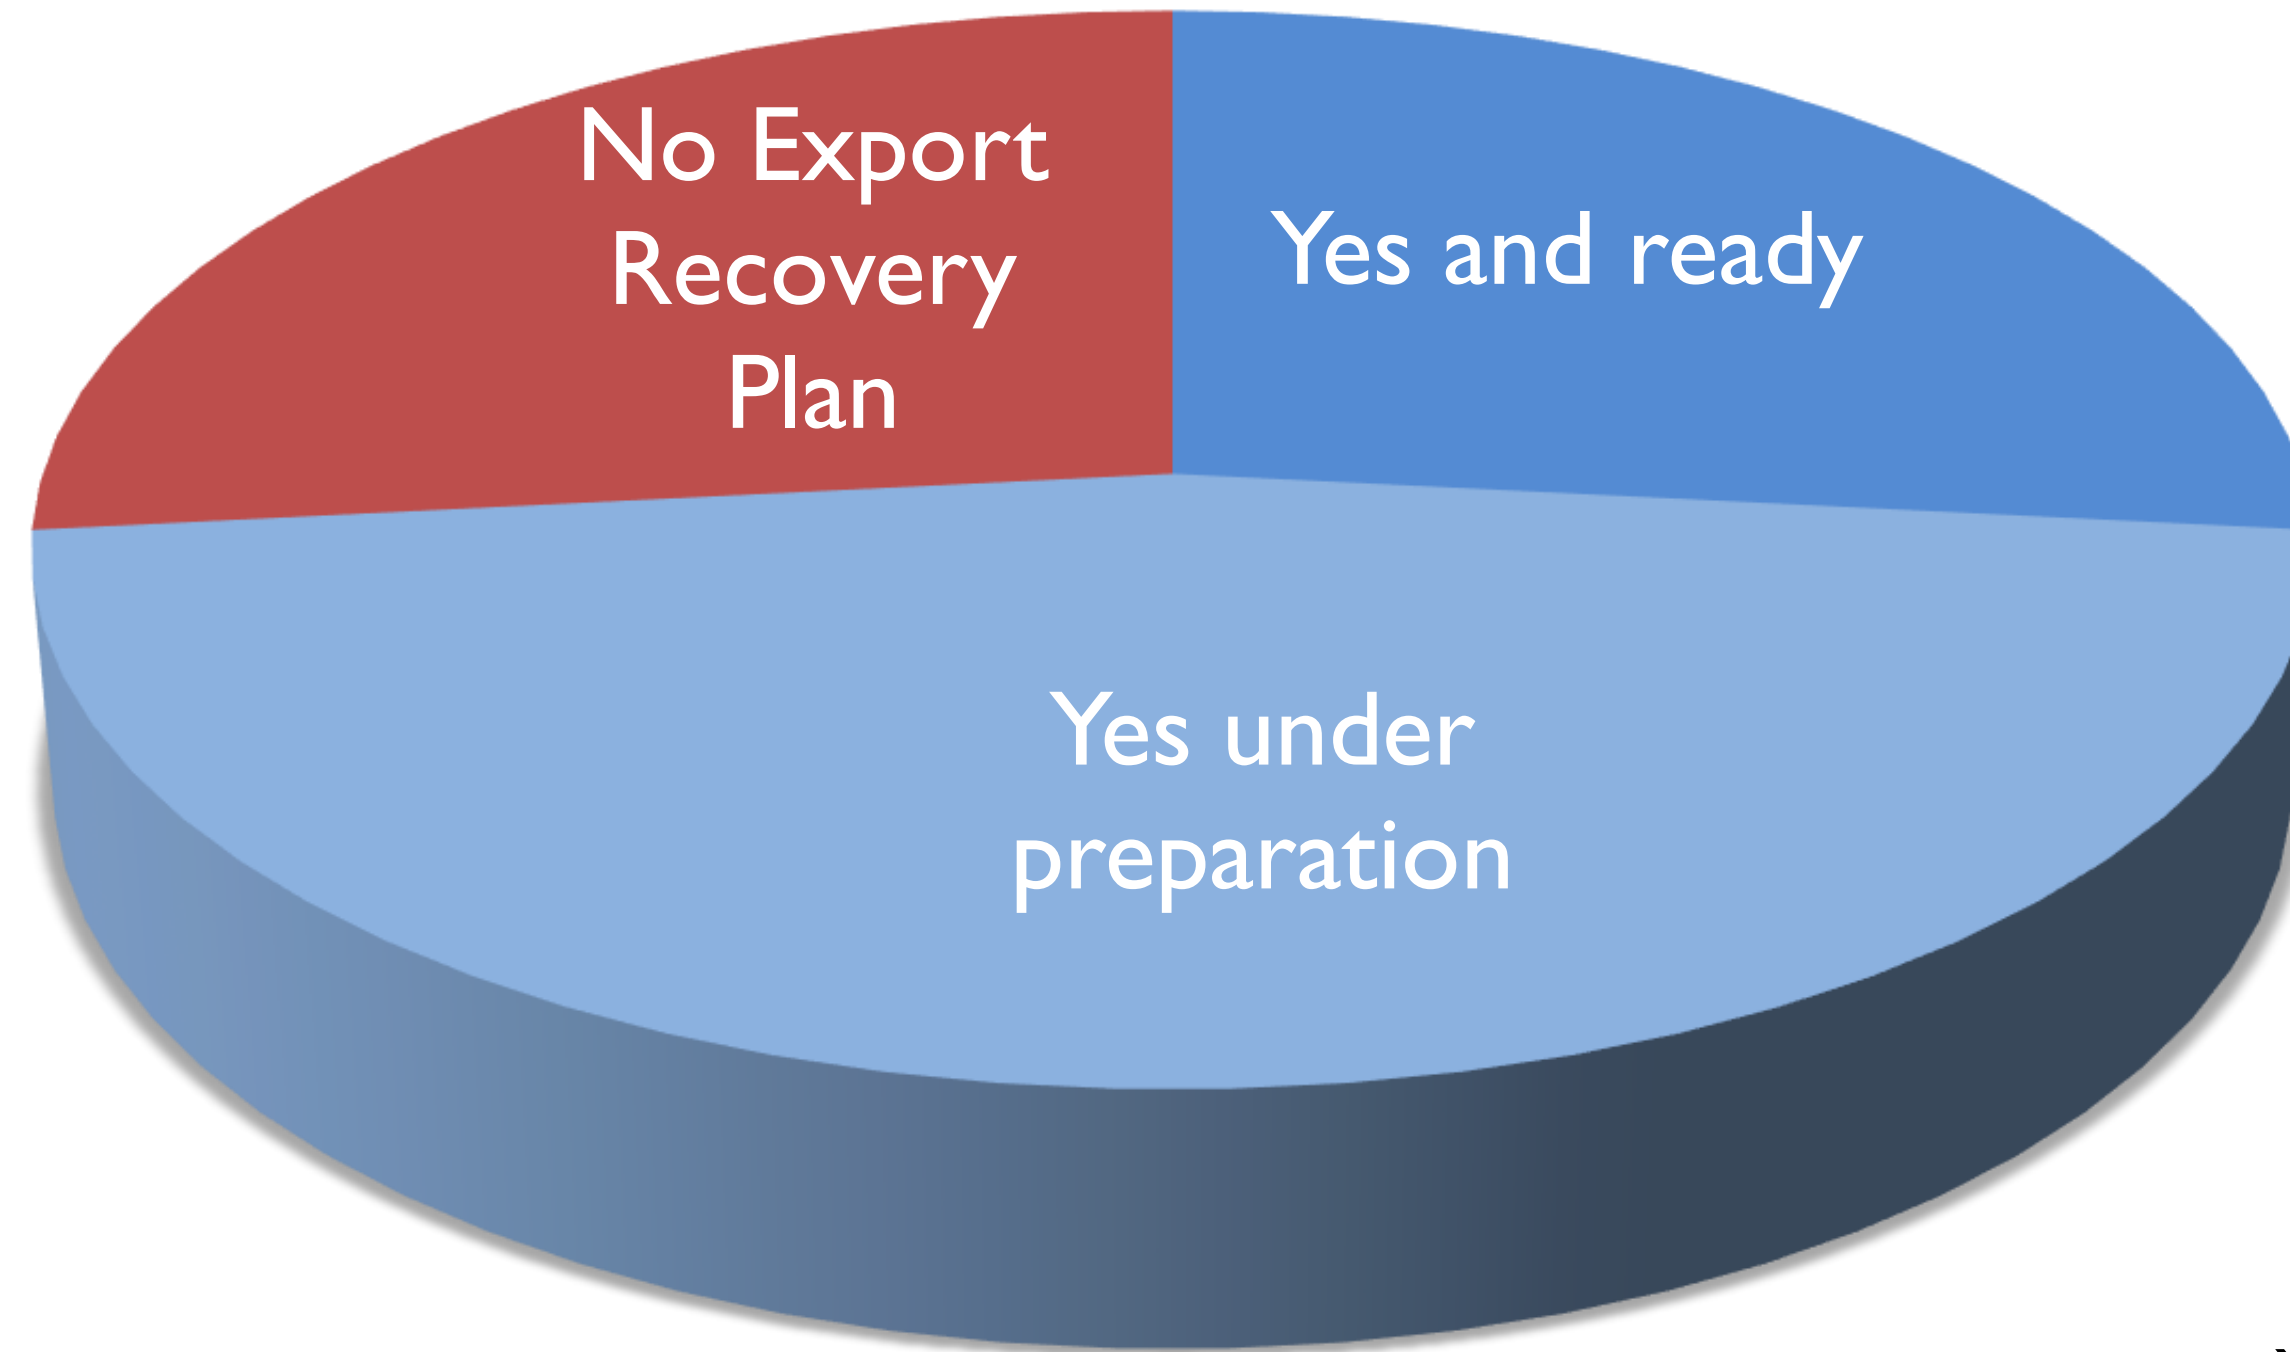 No Export
Recovery
Plan
Yes and ready
Yes under
preparation